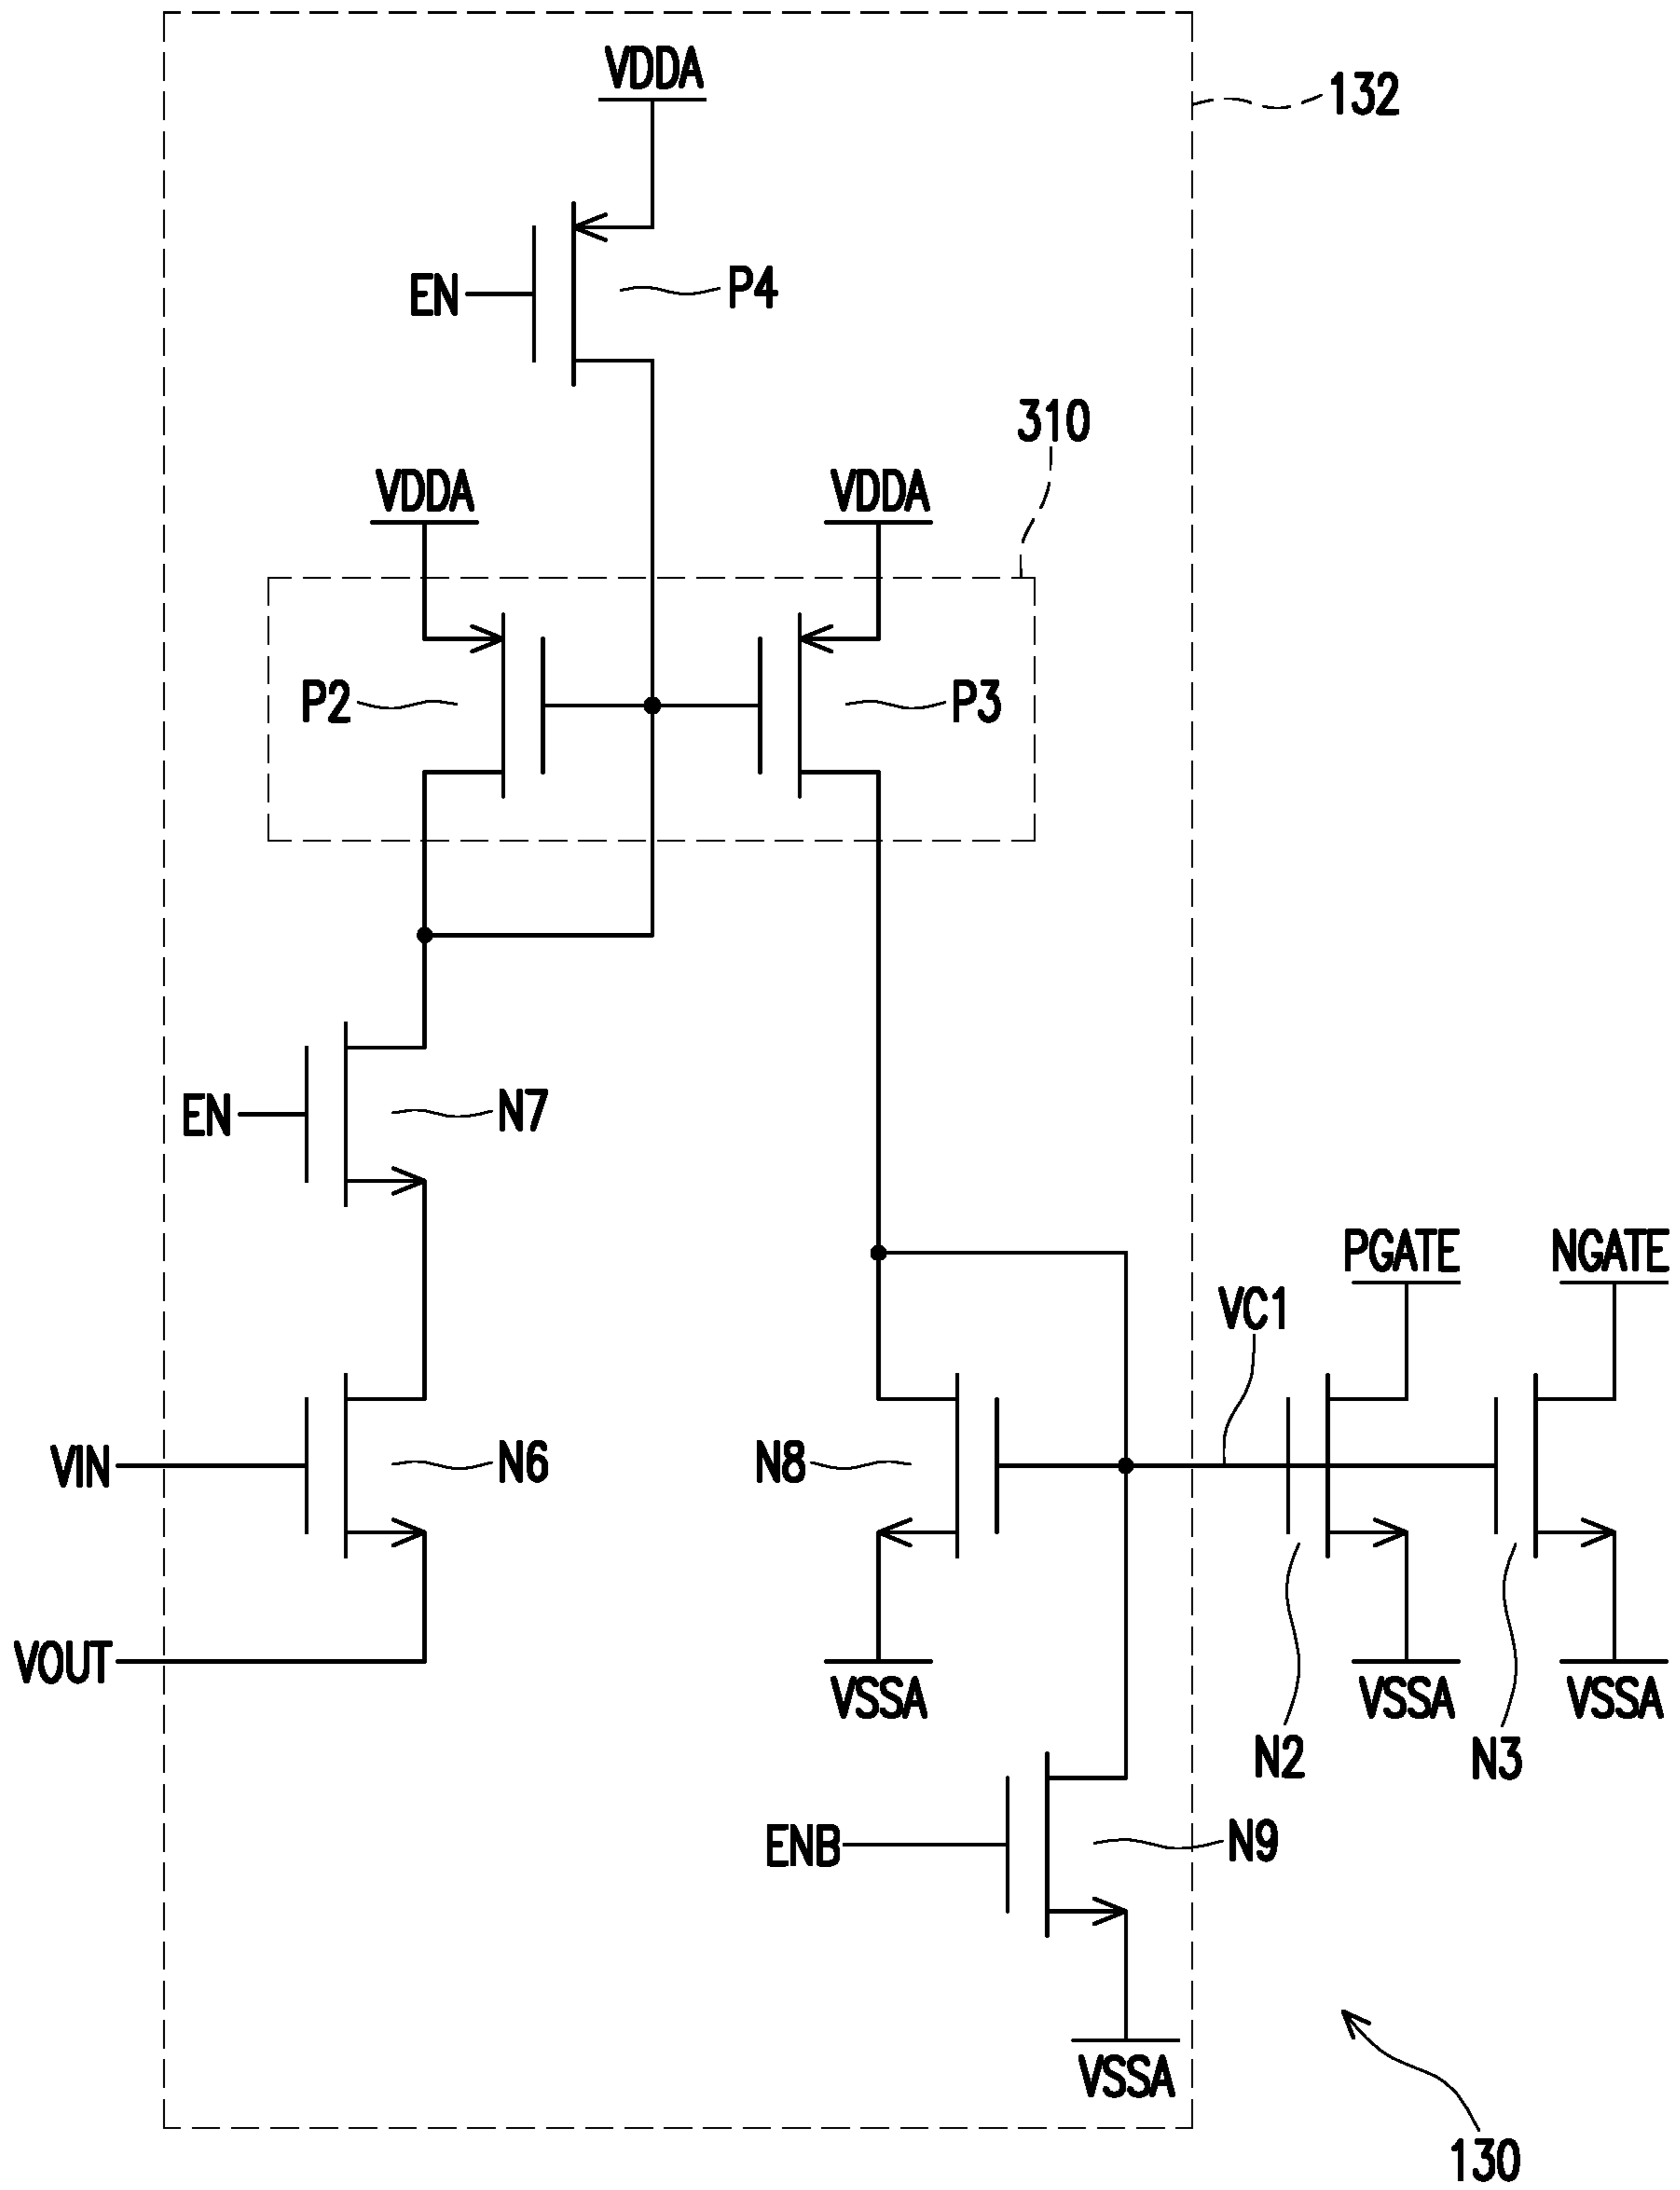 VDDA
132
EN
P4
310
VDDA
VDDA
P2
P3
EN
N7
PGATE
NGATE
VC1
VIN
N6
N8
VOUT
VSSA
VSSA
VSSA
N2
N3
ENB
N9
VSSA
130